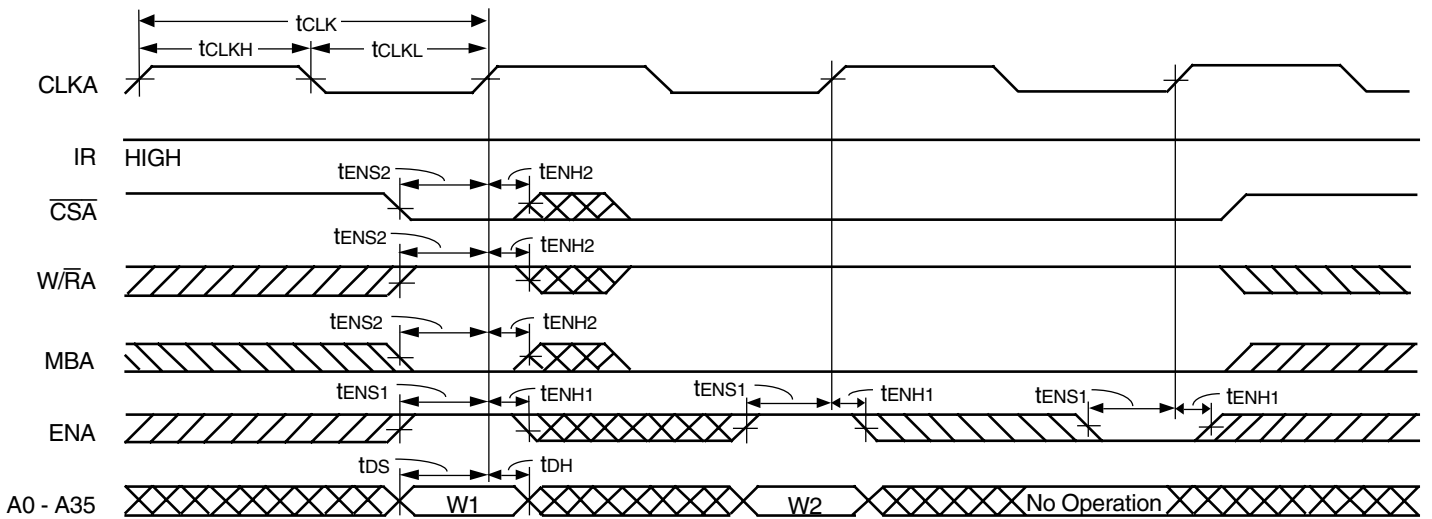 tCLK
tCLKH tCLKL
CLKA
IR HIGH
tENS2 tENH2
CSA
tENS2 tENH2
W/RA
tENS2 tENH2
MBA
tENS1 tENH1 tENS1 tENH1 tENS1 tENH1
ENA
tDS tDH
A0 - A35 W1 W2 No Operation